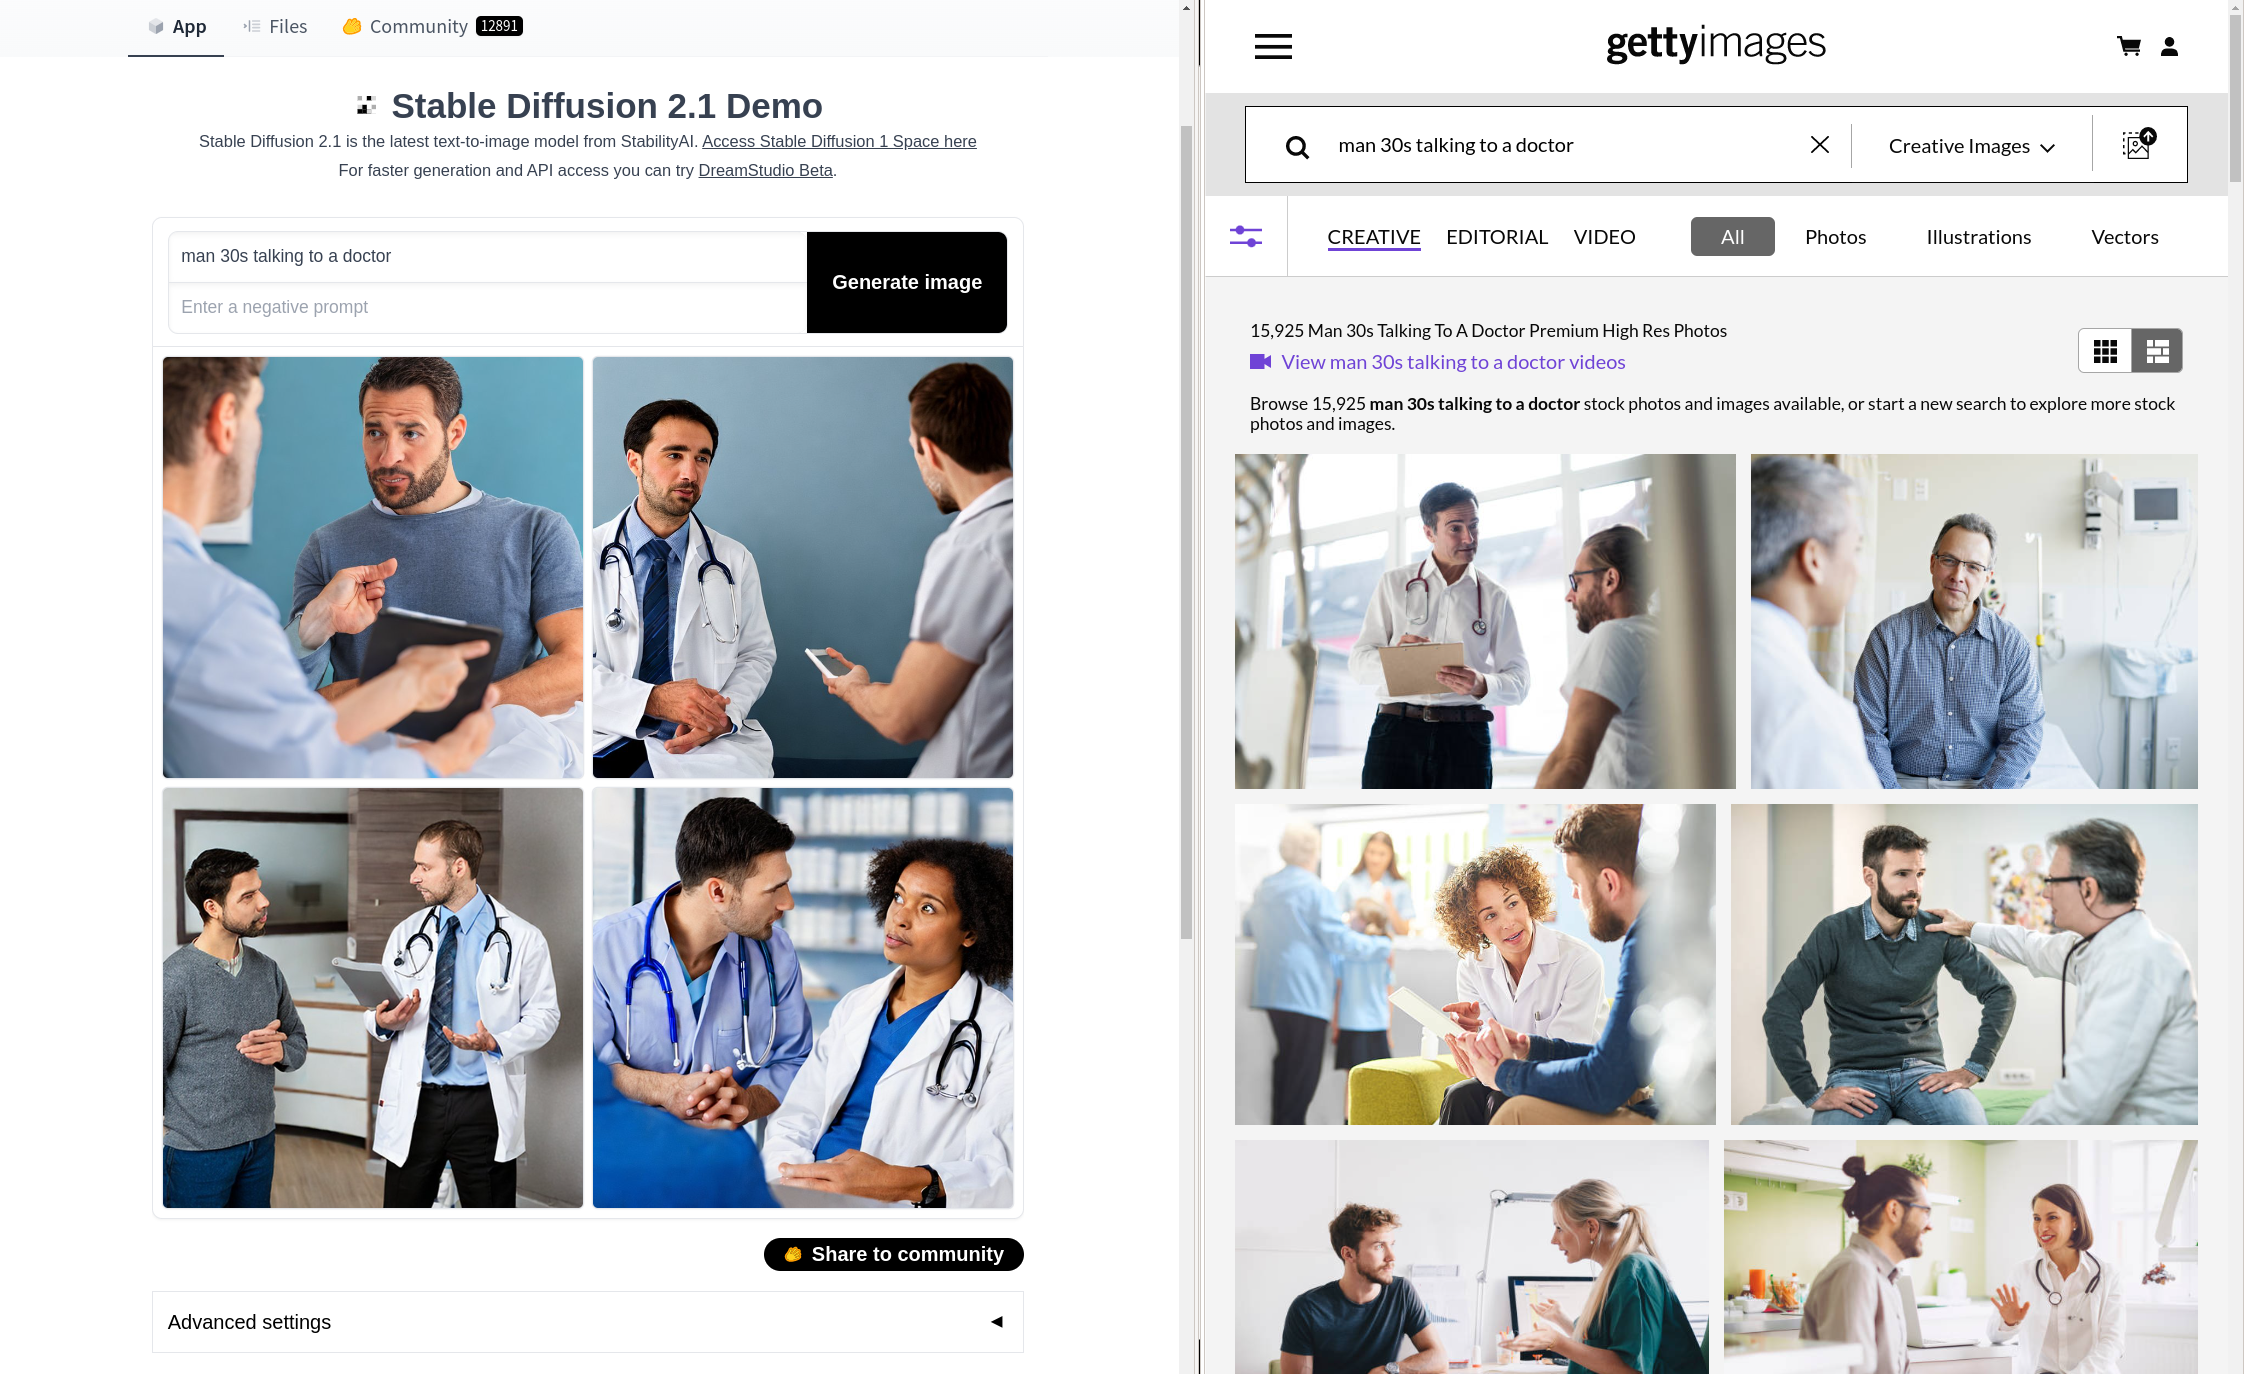 App
Files
Community 12891
Stable Diffusion 2.1 Demo
Stable Diffusion 2.1 is the latest text-to-image model from StabilityAI. Access Stable Diffusion 1 Space here
For faster generation and API access you can try DreamStudio Beta.
man 30s talking to a doctor
Enter a negative prompt
Generate image
Share to community
Advanced settings
gettyimages
man 30s talking to a doctor
Creative Images
CREATIVE
EDITORIAL
VIDEO
All
Photos
Illustrations
Vectors
15,925 Man 30s Talking To A Doctor Premium High Res Photos
View man 30s talking to a doctor videos
Browse 15,925 man 30s talking to a doctor stock photos and images available, or start a new search to explore more stock
photos and images.